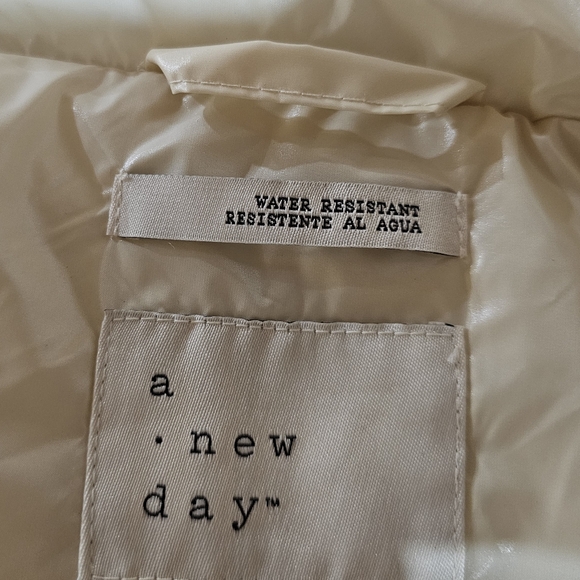 WATER RESISTANT
RESISTENTE AL AGUA
a
· new
day™